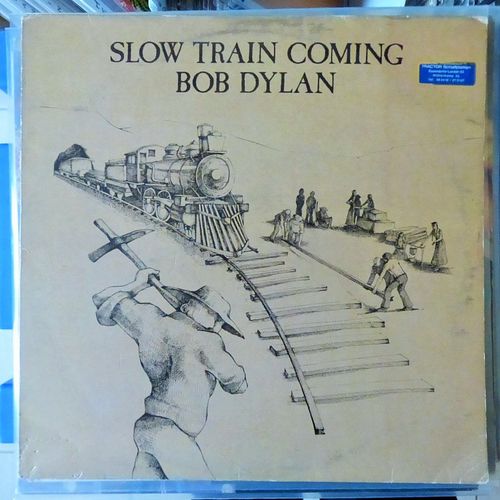 SLOW TRAIN COMING
BOB DYLAN